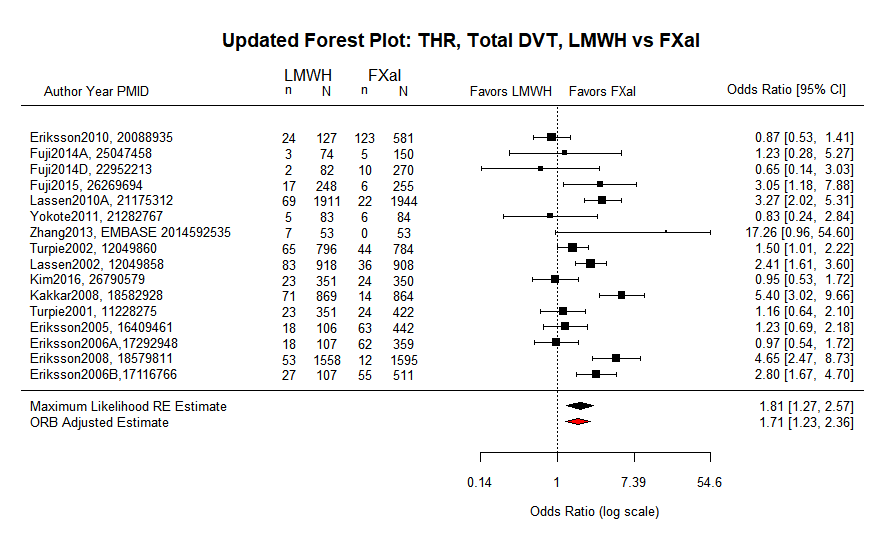 Updated Forest Plot: THR, Total DVT, LMWH vs FXaI
LMWH FXaI
Author Year PMID n N n N Favors LMWH Favors FXaI Odds Ratio [95% CI]
Eriksson2010, 20088935 24 127 123 581 0.87 [0.53, 1.41]
Fuji2014A, 25047458 3 74 5 150 1.23 [0.28, 5.27]
Fuji2014D, 22952213 2 82 10 270 0.65 [0.14, 3.03]
Fuji2015, 26269694 17 248 6 255 3.05 [1.18, 7.88]
Lassen2010A, 21175312 69 1911 22 1944 3.27 [2.02, 5.31]
Yokote2011, 21282767 5 83 6 84 0.83 [0.24, 2.84]
Zhang2013, EMBASE 2014592535 7 53 0 53 17.26 [0.96, 54.60]
Turpie2002, 12049860 65 796 44 784 1.50 [1.01, 2.22]
Lassen2002, 12049858 83 918 36 908 2.41 [1.61, 3.60]
Kim2016, 26790579 23 351 24 350 0.95 [0.53, 1.72]
Kakkar2008, 18582928 71 869 14 864 5.40 [3.02, 9.66]
Turpie2001, 11228275 23 351 24 422 1.16 [0.64, 2.10]
Eriksson2005, 16409461 18 106 63 442 1.23 [0.69, 2.18]
Eriksson2006A,17292948 18 107 62 359 0.97 [0.54, 1.72]
Eriksson2008, 18579811 53 1558 12 1595 4.65 [2.47, 8.73]
Eriksson2006B,17116766 27 107 55 511 2.80 [1.67, 4.70]
Maximum Likelihood RE Estimate 1.81 [1.27, 2.57]
ORB Adjusted Estimate 1.71 [1.23, 2.36]
0.14 1 7.39 54.6
Odds Ratio (log scale)